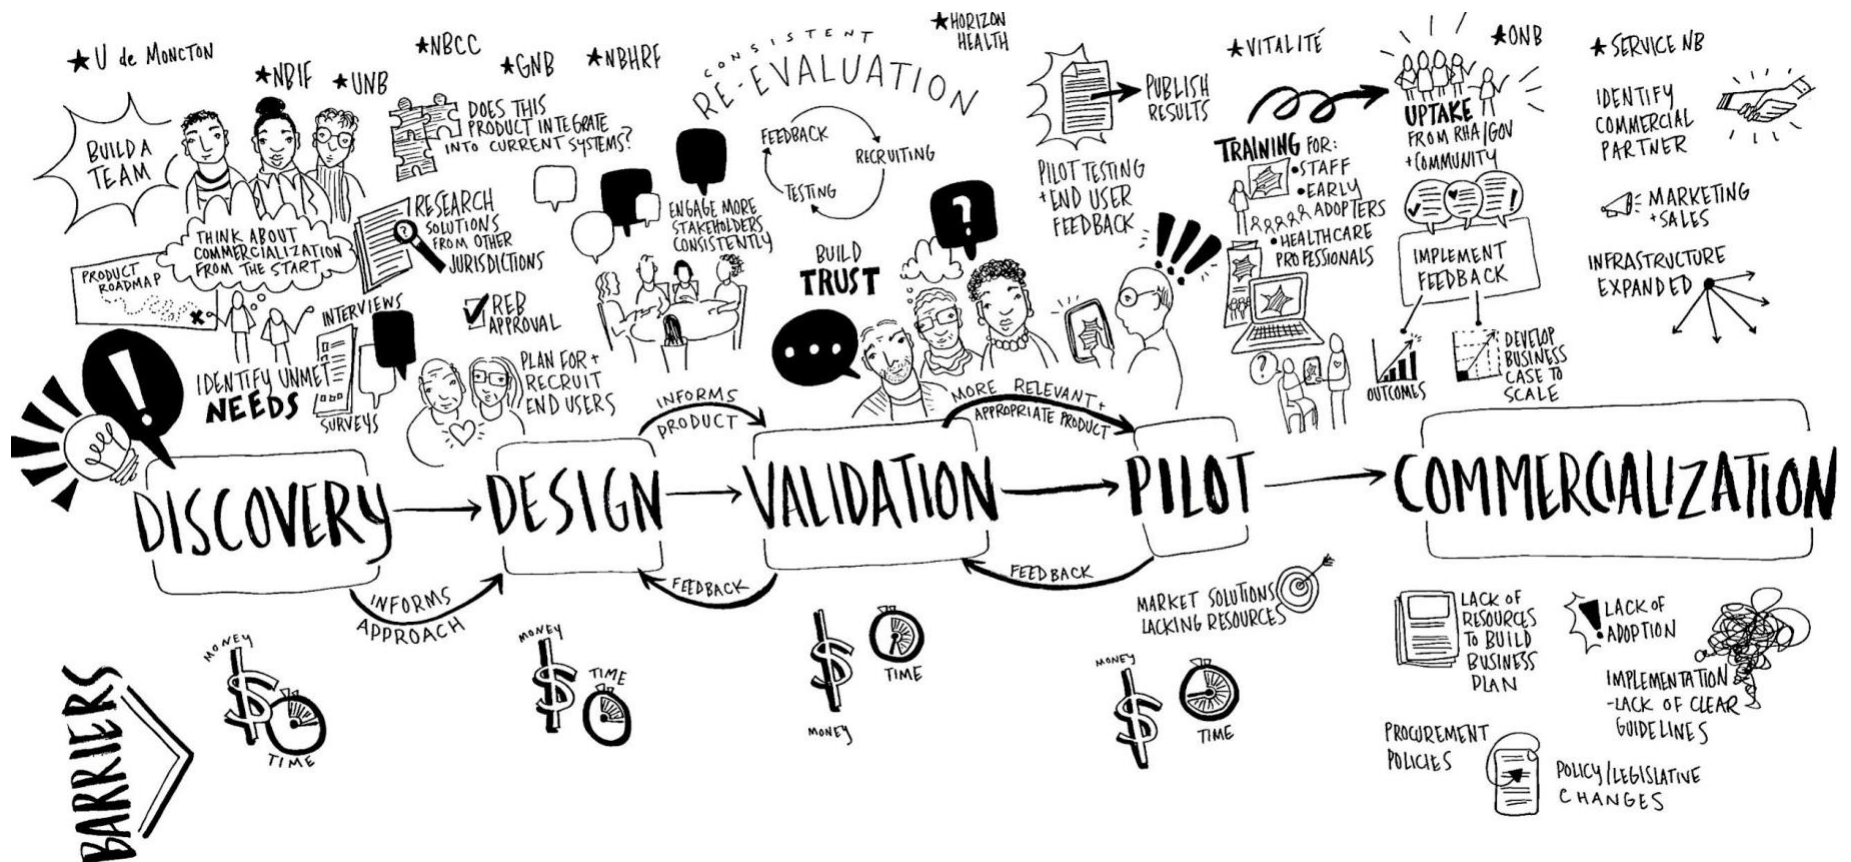 ★U de MONCTON
★NBIF
★UNB
★NBCC
★GNB
★NBHRF
★HORIZON
HEALTH
★VITALITÉ
★ONB
★SERVICE NB
BUILD A
TEAM
THINK ABOUT
COMMERCIALIZATION
FROM THE START
PRODUCT
ROADMAP
IDENTIFY UNMET
NEEDS
INTERVIEWS
SURVEYS
DOES THIS
PRODUCT INTEGRATE
INTO CURRENT SYSTEMS?
RESEARCH
SOLUTIONS
FROM OTHER
JURISDICTIONS
REB
APPROVAL
PLAN FOR +
RECRUIT
END USERS
ENGAGE MORE
STAKEHOLDERS
CONSISTENTLY
CONSISTENT
RE-EVALUATION
FEEDBACK
RECRUITING
TESTING
BUILD
TRUST
?
PUBLISH
RESULTS
PILOT TESTING
+ END USER
FEEDBACK
TRAINING FOR:
•STAFF
•EARLY
ADOPTERS
•HEALTHCARE
PROFESSIONALS
?
UPTAKE
FROM RHA/GOV
+COMMUNITY
IMPLEMENT
FEEDBACK
OUTCOMES
DEVELOP
BUSINESS
CASE TO
SCALE
IDENTIFY
COMMERCIAL
PARTNER
MARKETING
+ SALES
INFRASTRUCTURE
EXPANDED
DISCOVERY
DESIGN
VALIDATION
PILOT
COMMERCIALIZATION
INFORMS
APPROACH
INFORMS
PRODUCT
FEEDBACK
MORE RELEVANT +
APPROPRIATE PRODUCT
FEEDBACK
BARRIERS
MONEY
$
TIME
MONEY
$
TIME
$
MONEY
TIME
MARKET SOLUTIONS
LACKING RESOURCES
MONEY
$
TIME
LACK OF
RESOURCES
TO BUILD
BUSINESS
PLAN
LACK OF
ADOPTION
IMPLEMENTATION
-LACK OF CLEAR
GUIDELINES
PROCUREMENT
POLICIES
POLICY/LEGISLATIVE
CHANGES